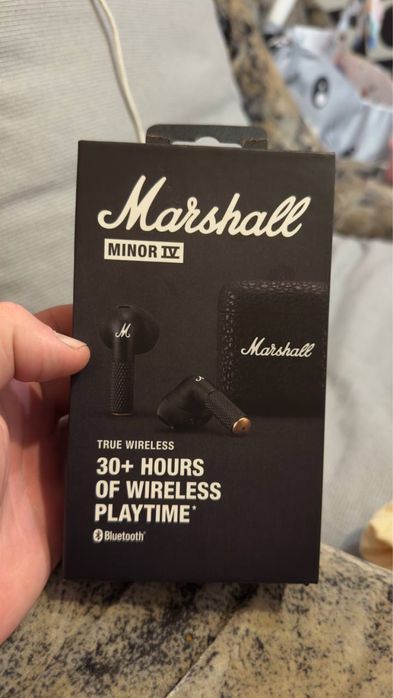 Marshall
MINOR IV
M
Marshall
TRUE WIRELESS
30+ HOURS
OF WIRELESS
PLAYTIME*
Bluetooth®